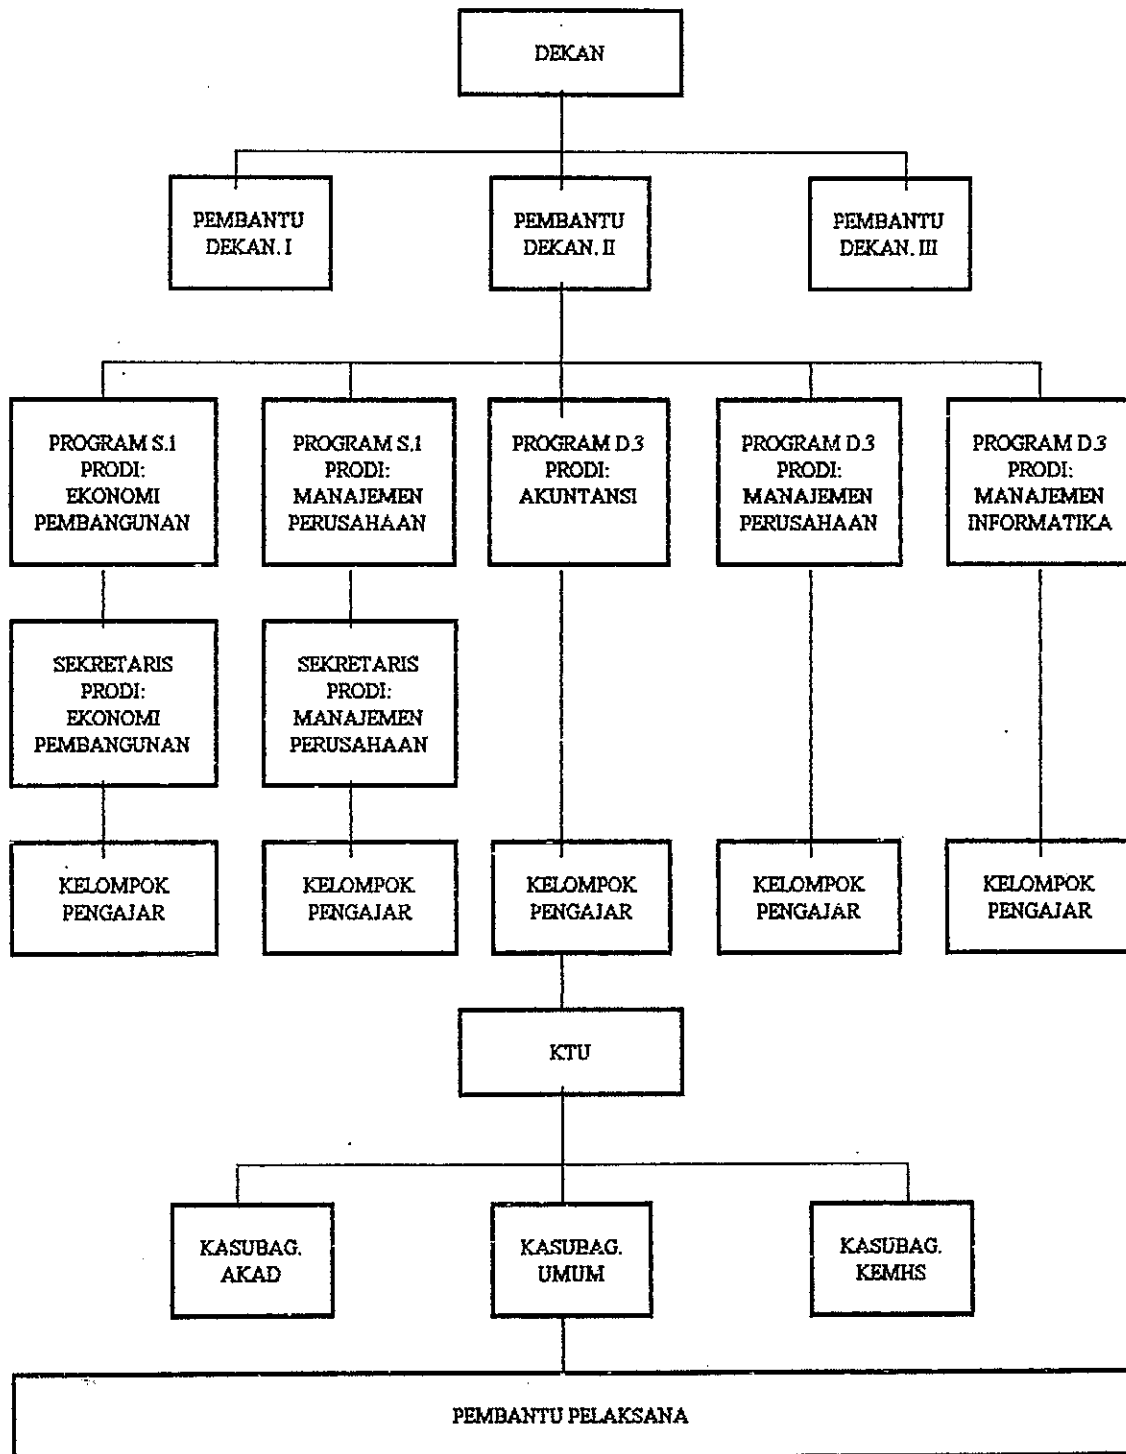 DEKAN
PEMBANTU
DEKAN. I
PEMBANTU
DEKAN. II
PEMBANTU
DEKAN. III
PROGRAM S.1
PRODI:
EKONOMI
PEMBANGUNAN
PROGRAM S.1
PRODI:
MANAJEMEN
PERUSAHAAN
PROGRAM D.3
PRODI:
AKUNTANSI
PROGRAM D.3
PRODI:
MANAJEMEN
PERUSAHAAN
PROGRAM D.3
PRODI:
MANAJEMEN
INFORMATIKA
SEKRETARIS
PRODI:
EKONOMI
PEMBANGUNAN
SEKRETARIS
PRODI:
MANAJEMEN
PERUSAHAAN
KELOMPOK
PENGAJAR
KELOMPOK
PENGAJAR
KELOMPOK
PENGAJAR
KELOMPOK
PENGAJAR
KELOMPOK
PENGAJAR
KTU
KASUBAG.
AKAD
KASUBAG.
UMUM
KASUBAG.
KEMHS
PEMBANTU PELAKSANA